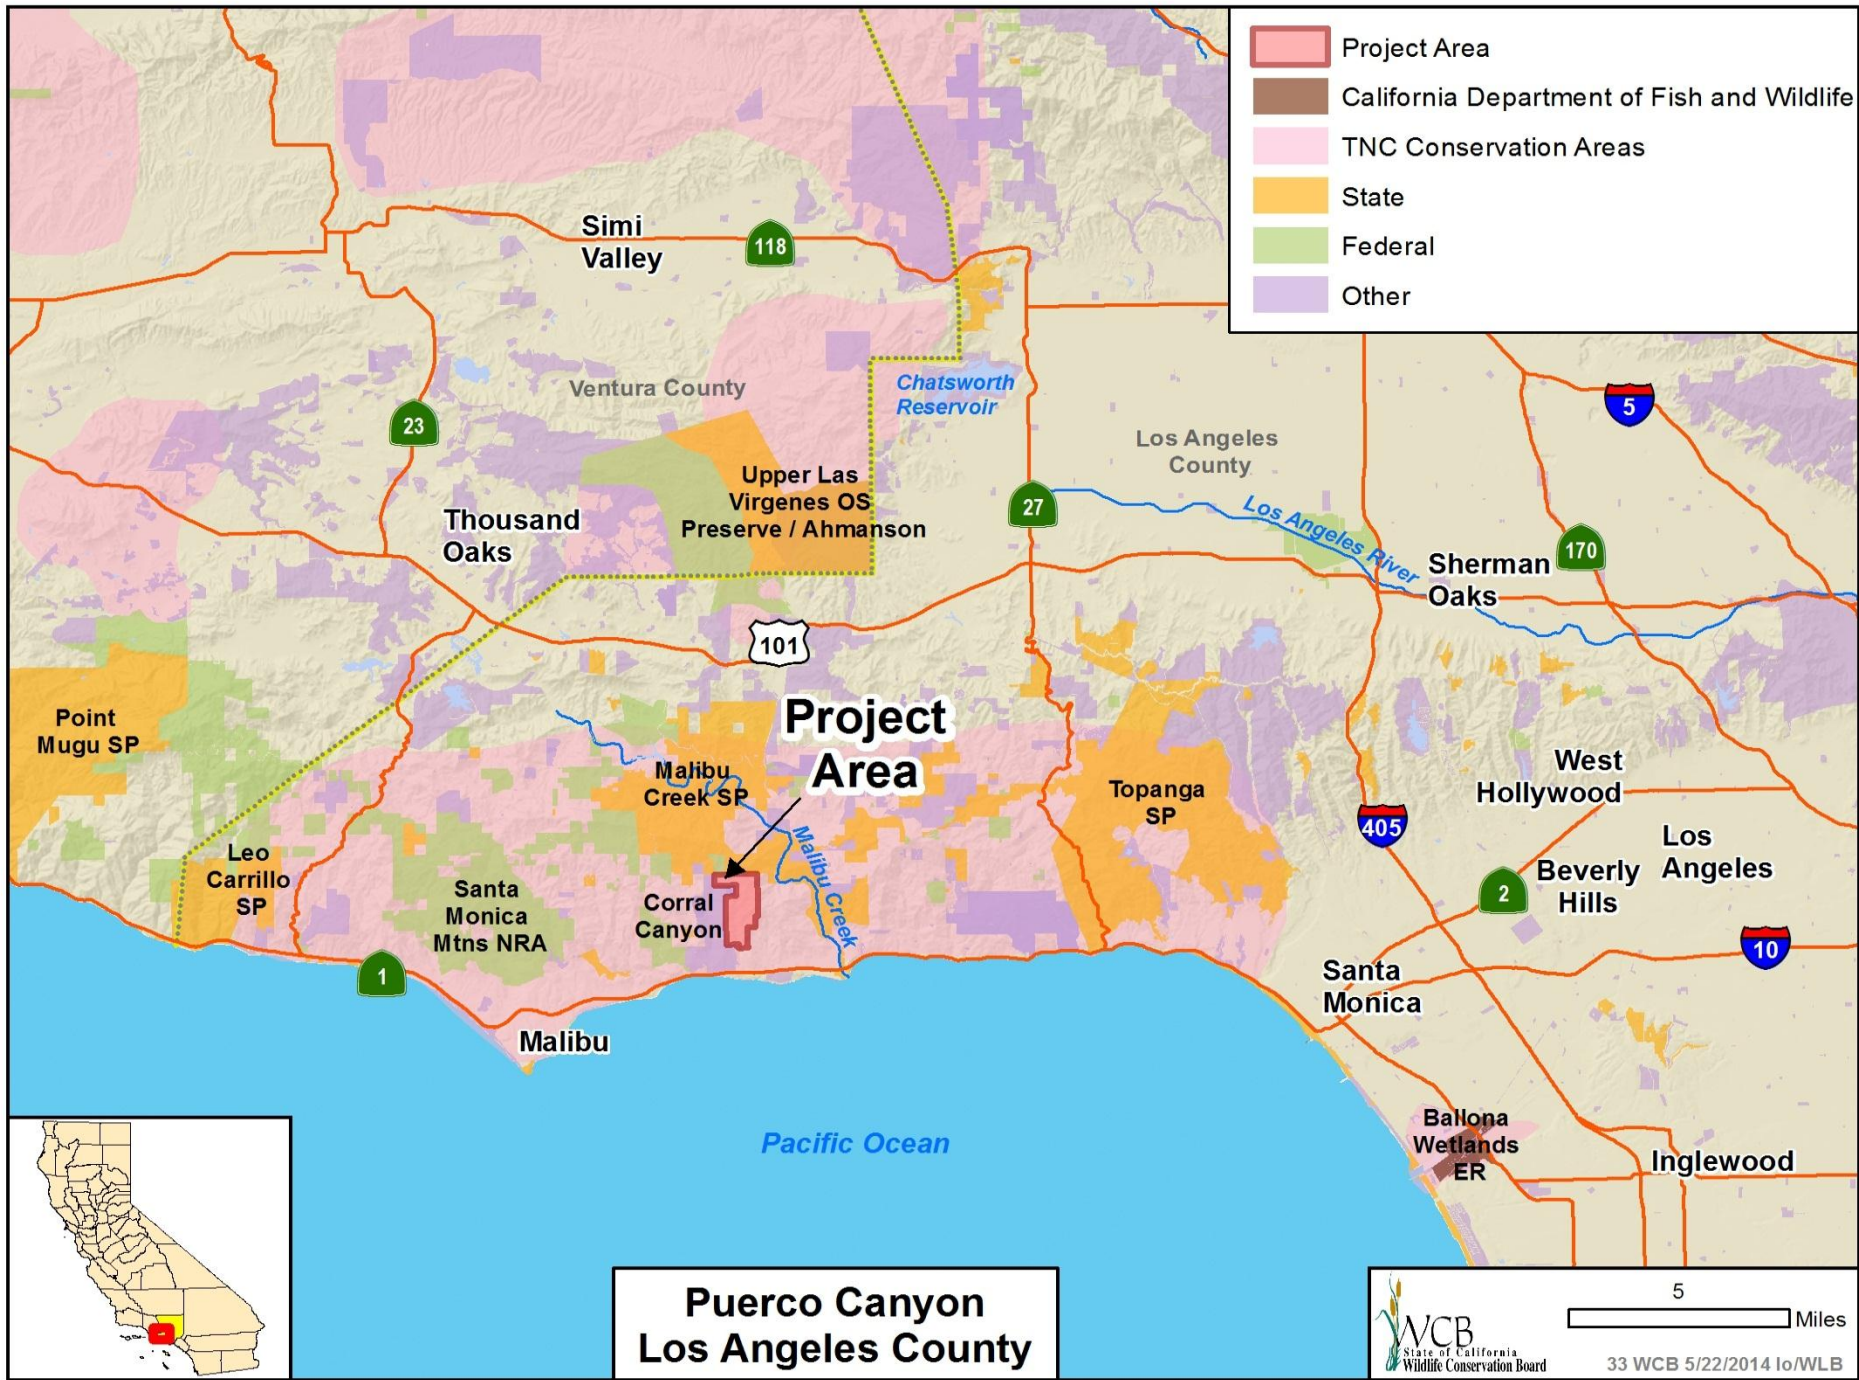 Project Area
California Department of Fish and Wildlife
TNC Conservation Areas
State
Federal
Other
Simi
Valley
118
Ventura County
Chatsworth
Reservoir
5
23
Los Angeles
County
Upper Las
Virgenes OS
Preserve / Ahmanson
27
Los Angeles River
Thousand
Oaks
170
Sherman
Oaks
101
Point
Mugu SP
Project
Area
Malibu
Creek SP
Topanga
SP
West
Hollywood
405
Malibu Creek
Leo
Carrillo
SP
Santa
Monica
Mtns NRA
Corral
Canyon
Los
Angeles
Beverly
Hills
2
10
1
Santa
Monica
Malibu
Pacific Ocean
Ballona
Wetlands
ER
Inglewood
Puerco Canyon
Los Angeles County
WCB
State of California
Wildlife Conservation Board
5
Miles
33 WCB 5/22/2014 lo/WLB